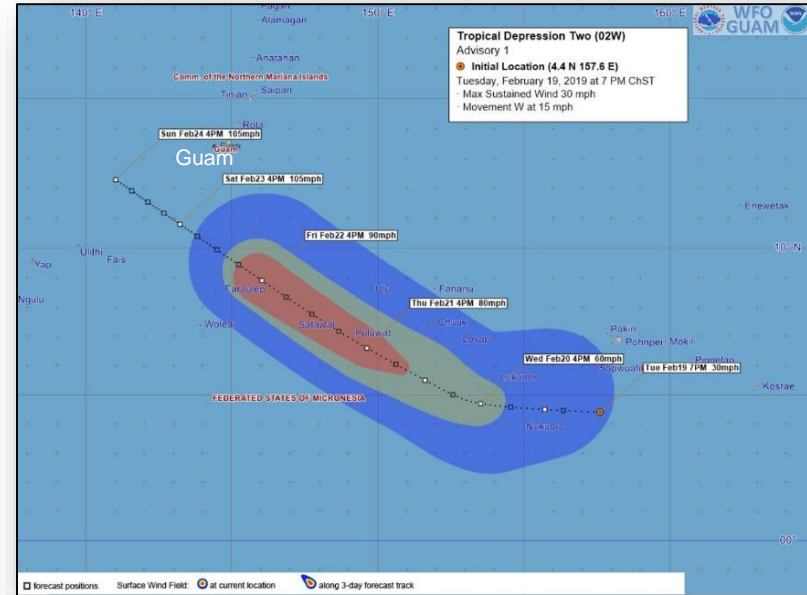 140° E
150° E
160° E
WFO
GUAM
NOAA
Pagan
Alamagan
Anatahan
Comm. of the Northern Mariana Islands
Tinian
Saipan
Rota
Guam
Guam
Tropical Depression Two (02W)
Advisory 1
Initial Location (4.4 N 157.6 E)
Tuesday, February 19, 2019 at 7 PM ChST
· Max Sustained Wind 30 mph
· Movement W at 15 mph
Sun Feb24 4PM 105mph
Sat Feb23 4PM 105mph
Fri Feb22 4PM 90mph
Thu Feb21 4PM 80mph
Wed Feb20 4PM 60mph
Tue Feb19 7PM 30mph
Enewetak
10° N
Ulithi
Fais
Yap
Ngulu
Faraulep
Fananu
Woleai
Satawat
Puluwat
Chuuk
Losap
Pakin
Pohnpei
Mokil
Pingelap
Sapwuafik
Kosrae
Lukunor
Nukuoro
FEDERATED STATES OF MICRONESIA
00°
forecast positions
Surface Wind Field:
at current location
along 3-day forecast track